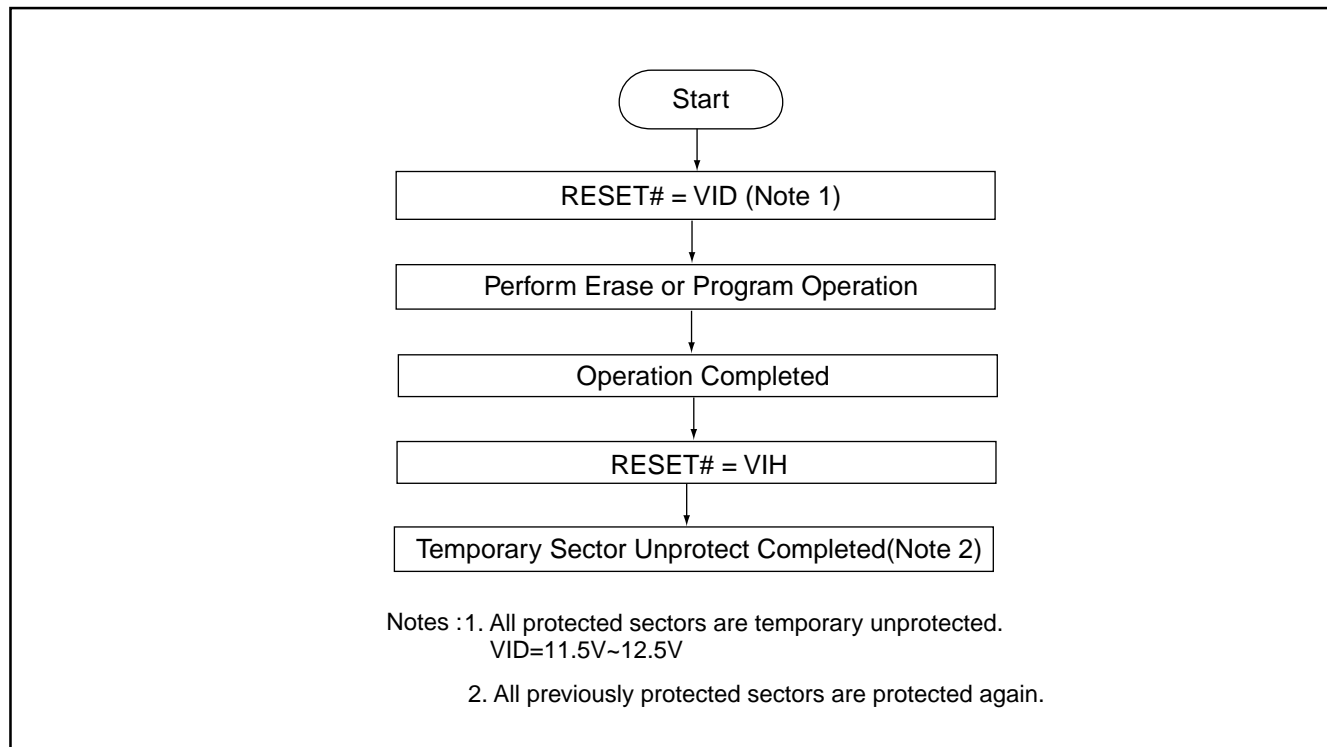 Start
RESET# = VID (Note 1)
Perform Erase or Program Operation
Operation Completed
RESET# = VIH
Temporary Sector Unprotect Completed(Note 2)
Notes : 1. All protected sectors are temporary unprotected.
VID=11.5V~12.5V
2. All previously protected sectors are protected again.